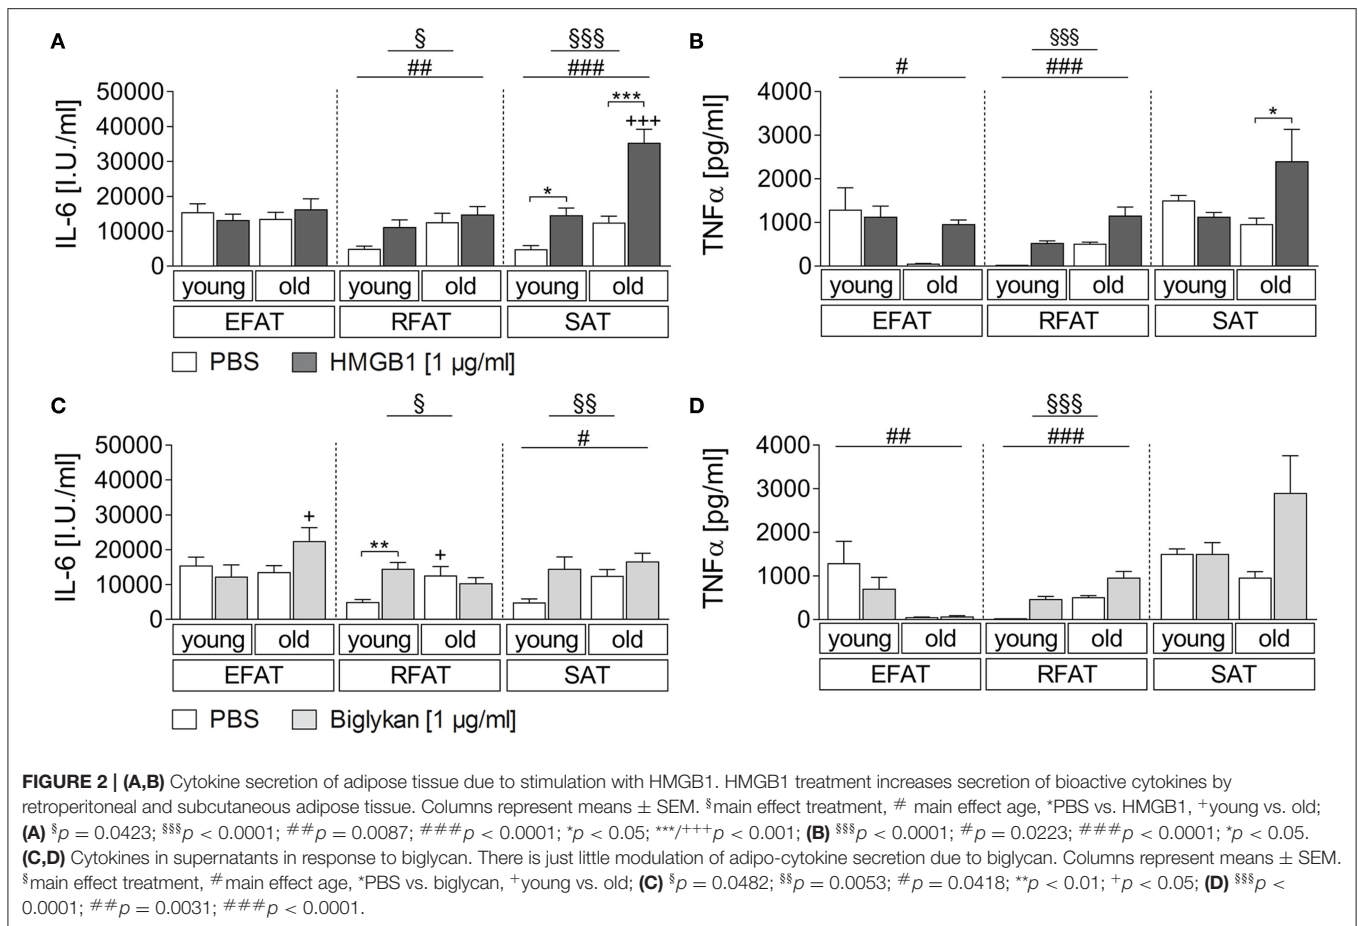 A
§
§§§
##
###
***
+++
*
IL-6 [I.U./ml]
50000
40000
30000
20000
10000
0
young old young old young old
EFAT RFAT SAT
PBS HMGB1 [1 µg/ml]
B
§§§
#
###
*
TNFα [pg/ml]
4000
3000
2000
1000
0
young old young old young old
EFAT RFAT SAT
C
§
§§
#
+
**
+
IL-6 [I.U./ml]
50000
40000
30000
20000
10000
0
young old young old young old
EFAT RFAT SAT
PBS Biglykan [1 µg/ml]
D
§§§
##
###
TNFα [pg/ml]
4000
3000
2000
1000
0
young old young old young old
EFAT RFAT SAT
FIGURE 2 | (A,B) Cytokine secretion of adipose tissue due to stimulation with HMGB1. HMGB1 treatment increases secretion of bioactive cytokines by
retroperitoneal and subcutaneous adipose tissue. Columns represent means ± SEM. §main effect treatment, # main effect age, *PBS vs. HMGB1, +young vs. old;
(A) §p = 0.0423; §§§p < 0.0001; ##p = 0.0087; ###p < 0.0001; *p < 0.05; ***/+++p < 0.001; (B) §§§p < 0.0001; #p = 0.0223; ###p < 0.0001; *p < 0.05.
(C,D) Cytokines in supernatants in response to biglycan. There is just little modulation of adipo-cytokine secretion due to biglycan. Columns represent means ± SEM.
§main effect treatment, #main effect age, *PBS vs. biglycan, +young vs. old; (C) §p = 0.0482; §§p = 0.0053; #p = 0.0418; **p < 0.01; +p < 0.05; (D) §§§p <
0.0001; ##p = 0.0031; ###p < 0.0001.